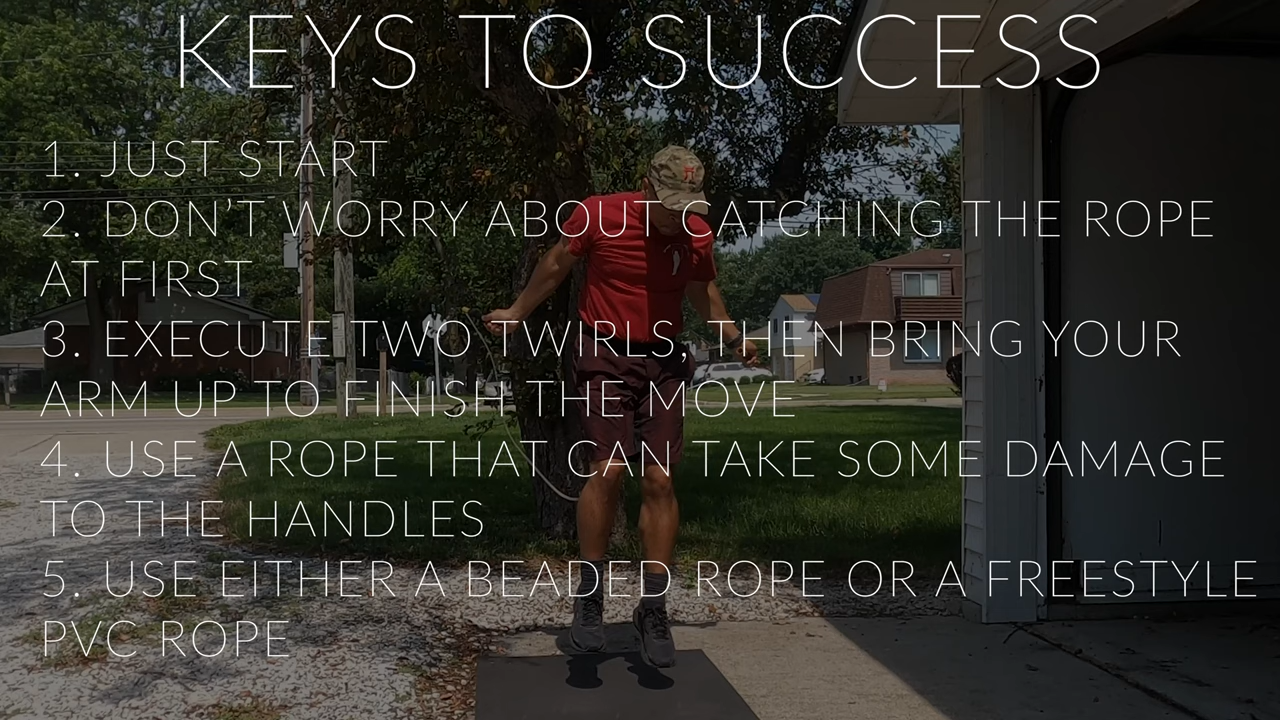 KEYS TO SUCCESS
1. JUST START
2. DON'T WORRY ABOUT CATCHING THE ROPE
AT FIRST
3. EXECUTE TWO TWIRLS, THEN BRING YOUR
ARM UP TO FINISH THE MOVE
4. USE A ROPE THAT CAN TAKE SOME DAMAGE
TO THE HANDLES
5. USE EITHER A BEADED ROPE OR A FREESTYLE
PVC ROPE